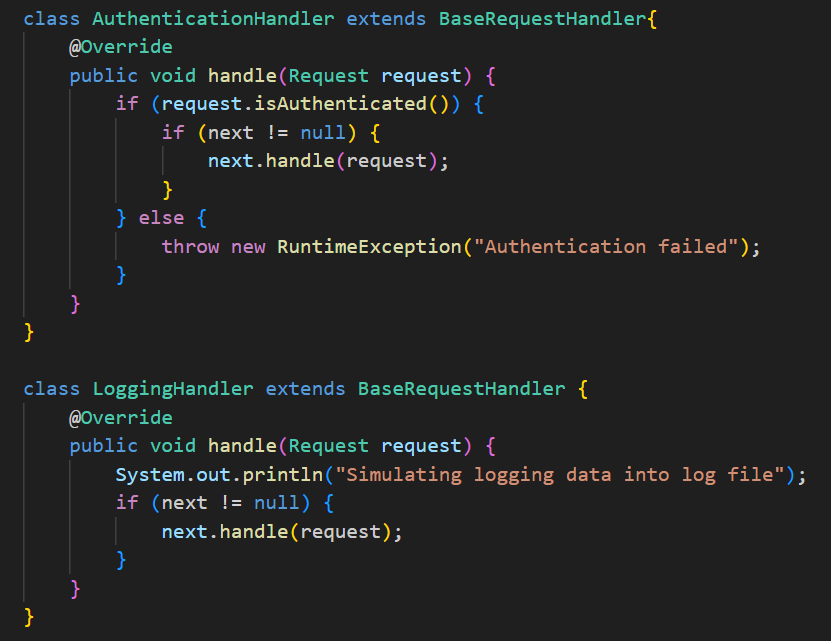 class AuthenticationHandler extends BaseRequestHandler{
    @Override
    public void handle(Request request) {
        if (request.isAuthenticated()) {
            if (next != null) {
                next.handle(request);
            }
        } else {
            throw new RuntimeException("Authentication failed");
        }
    }
}

class LoggingHandler extends BaseRequestHandler {
    @Override
    public void handle(Request request) {
        System.out.println("Simulating logging data into log file");
        if (next != null) {
            next.handle(request);
        }
    }
}